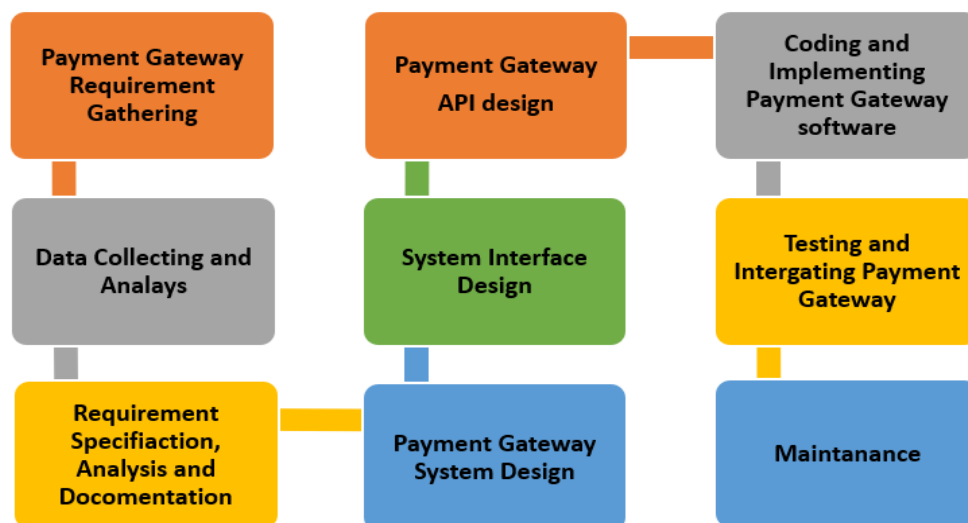 Payment Gateway
Requirement
Gathering
Data Collecting and
Analays
Requirement
Specifiaction,
Analysis and
Docomentation
Payment Gateway
System Design
System Interface
Design
Payment Gateway
API design
Coding and
Implementing
Payment Gateway
software
Testing and
Intergating Payment
Gateway
Maintanance